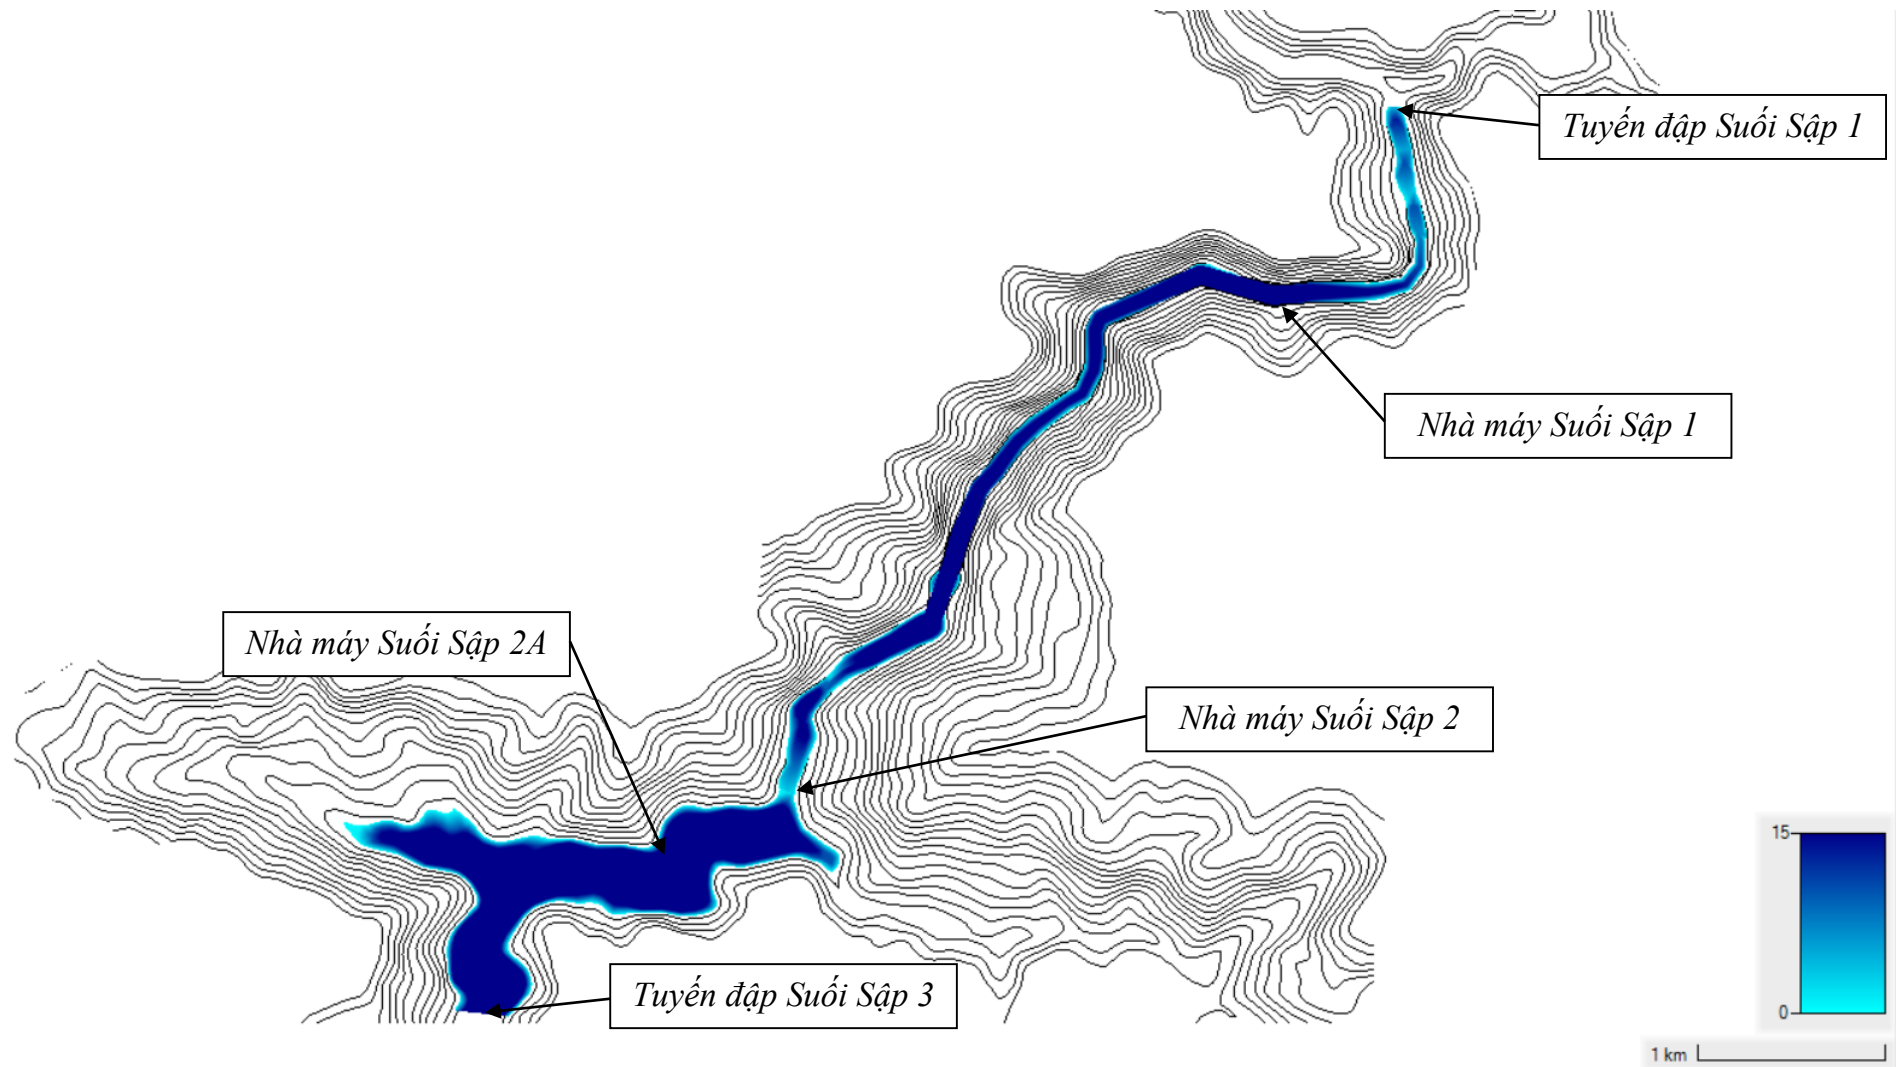 Tuyến đập Suối Sập 1
Nhà máy Suối Sập 1
Nhà máy Suối Sập 2A
Nhà máy Suối Sập 2
Tuyến đập Suối Sập 3
15
0
1 km